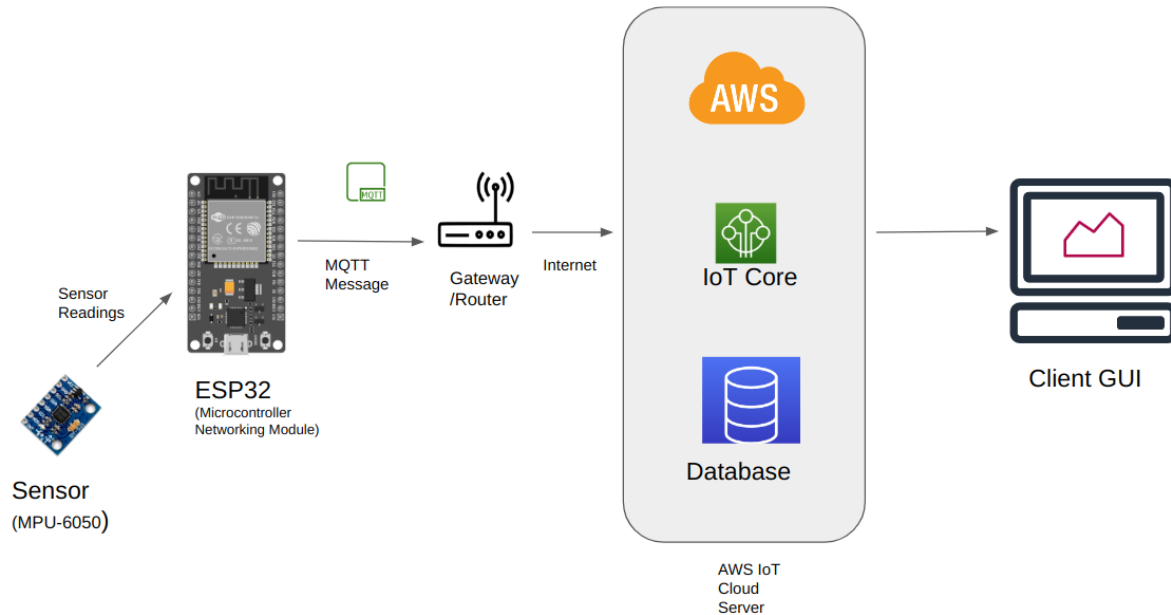 AWS
MQTT
IoT Core
Gateway
/Router
Internet
MQTT
Message
Sensor
Readings
ESP32
(Microcontroller
Networking Module)
Client GUI
Database
Sensor
(MPU-6050)
AWS IoT
Cloud
Server